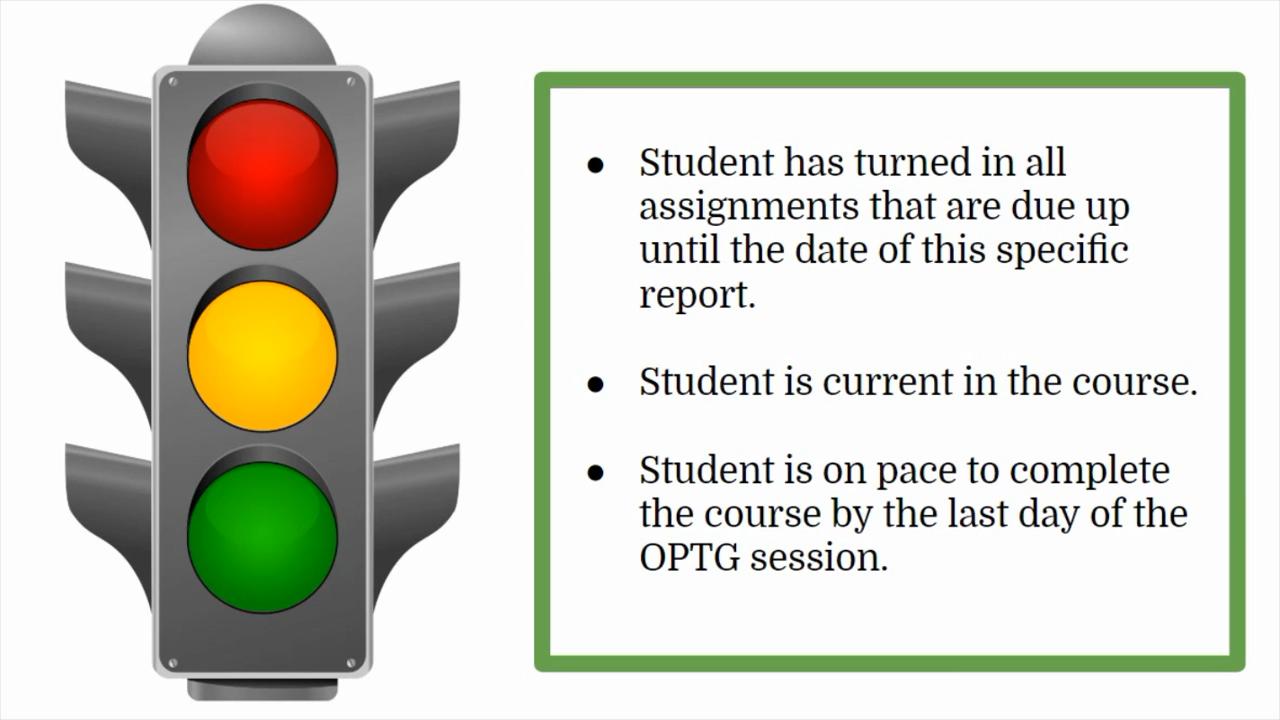 ● Student has turned in all
assignments that are due up
until the date of this specific
report.
● Student is current in the course.
● Student is on pace to complete
the course by the last day of the
OPTG session.